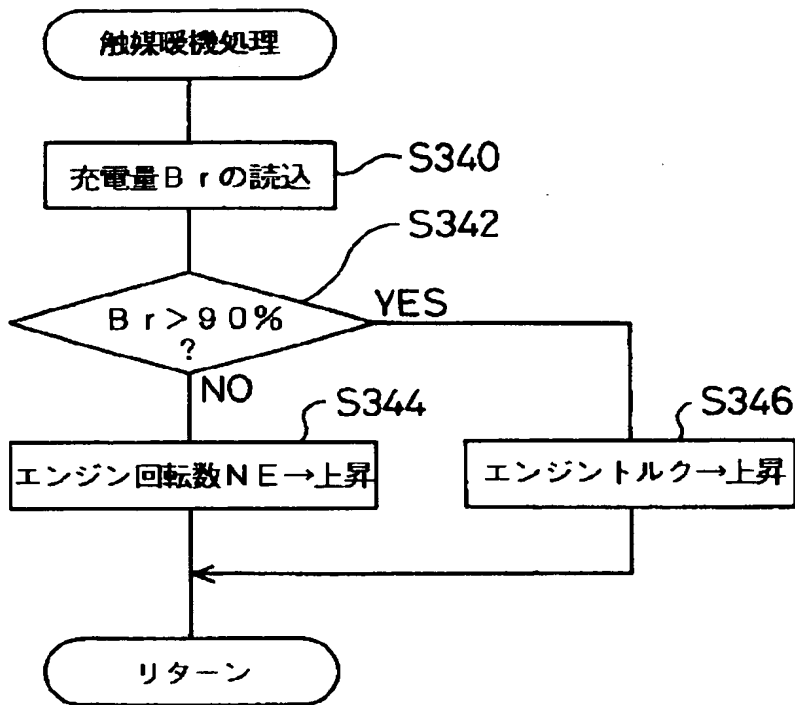 触媒暖機処理
充電量Brの読込
S340
S342
Br>90%
?
YES
NO
S344
エンジン回転数NE→上昇
S346
エンジントルク→上昇
リターン